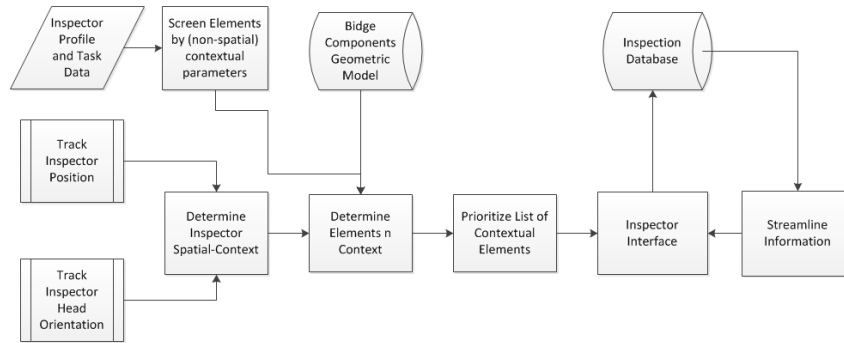 Inspector
Profile
and Task
Data
Screen Elements
by (non-spatial)
contextual
parameters
Bidge
Components
Geometric
Model
Inspection
Database
Track
Inspector
Position
Determine
Inspector
Spatial-Context
Determine
Elements n
Context
Prioritize List of
Contextual
Elements
Inspector
Interface
Streamline
Information
Track
Inspector
Head
Orientation